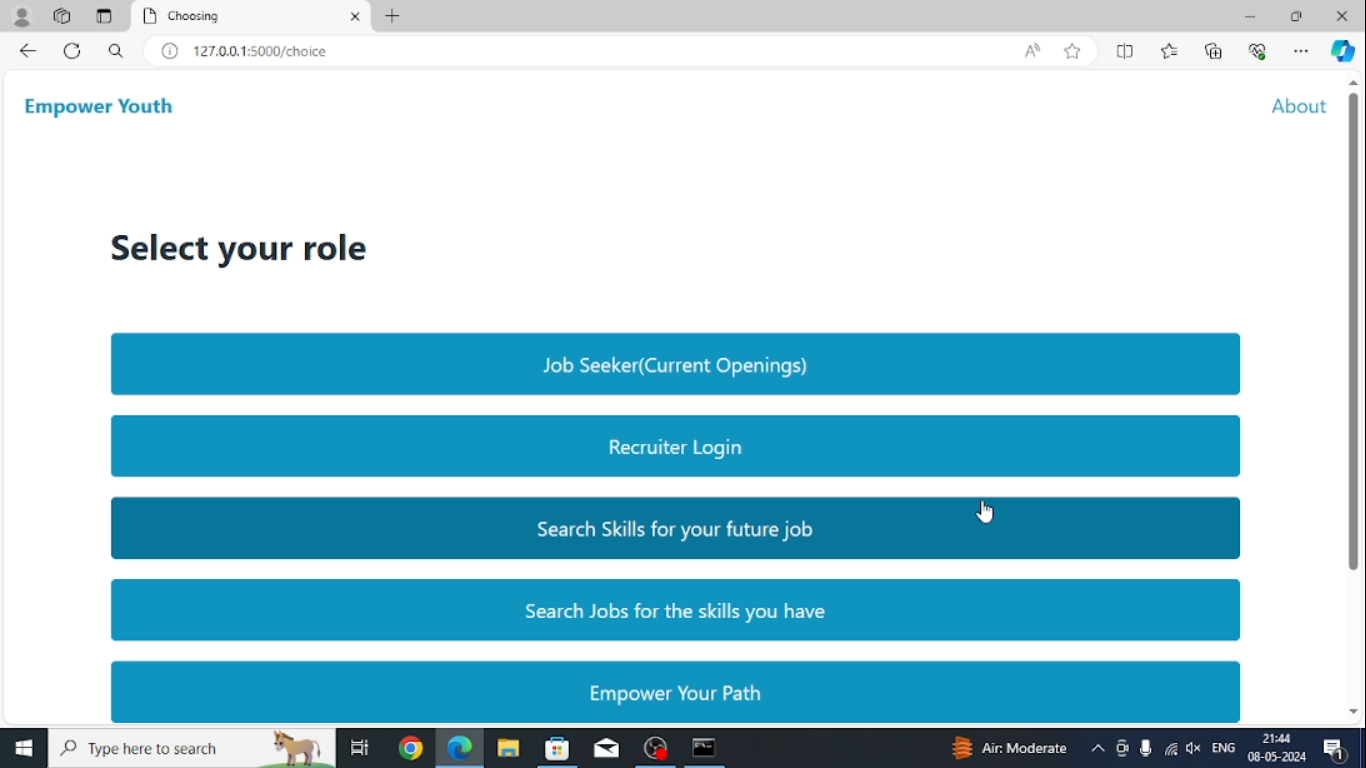 Choosing
127.0.0.1:5000/choice
Empower Youth
About
Select your role
Job Seeker(Current Openings)
Recruiter Login
Search Skills for your future job
Search Jobs for the skills you have
Empower Your Path
Type here to search
Air: Moderate
ENG
21:44
08-05-2024
1